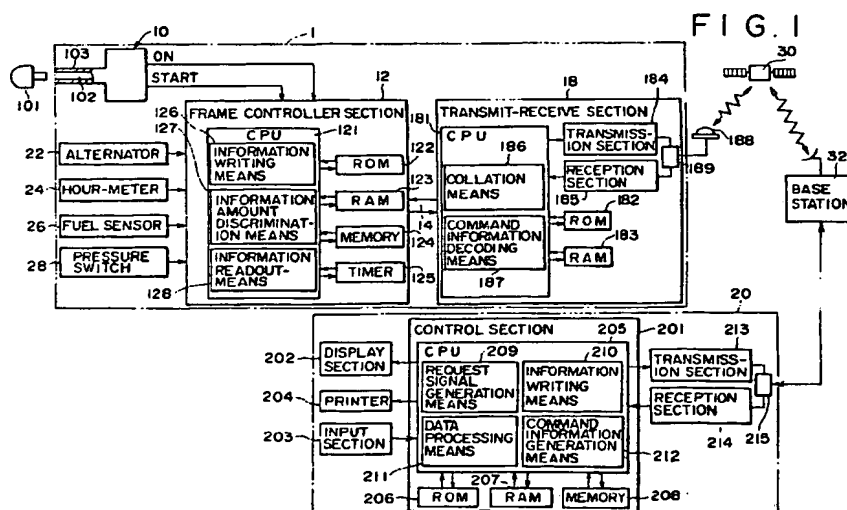 FIG. 1
1
10
ON
START
103
102
101
12
FRAME CONTROLLER SECTION
126
127
CPU
121
INFORMATION
WRITING
MEANS
INFORMATION
AMOUNT
DISCRIMINAT-
ION MEANS
INFORMATION
READOUT-
MEANS
128
ROM
122
RAM
123
MEMORY
124
TIMER
125
14
22
ALTERNATOR
24
HOUR-METER
26
FUEL SENSOR
28
PRESSURE
SWITCH
18
TRANSMIT-RECEIVE SECTION
181
CPU
186
COLLATION
MEANS
COMMAND
INFORMATION
DECODING
MEANS
187
184
TRANSMISS-
ION SECTION
RECEPTION
SECTION
185
ROM
182
RAM
183
189
188
30
32
BASE
STATION
20
CONTROL SECTION
201
205
CPU
209
210
REQUEST
SIGNAL
GENERATION
MEANS
INFORMATION
WRITING
MEANS
DATA
PROCESSING
MEANS
COMMAND
INFORMATION
GENERATION
MEANS
211
212
202
DISPLAY
SECTION
204
PRINTER
203
INPUT
SECTION
213
TRANSMISS-
ION SECTION
RECEPTION
SECTION
214
215
207
206
ROM
RAM
MEMORY
208